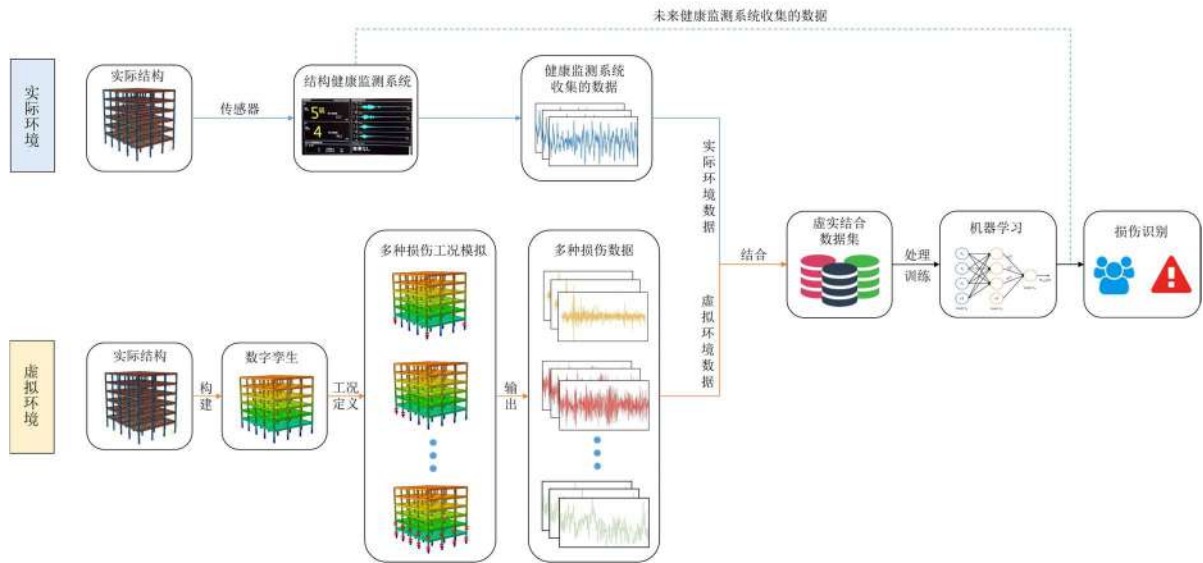 未来健康监测系统收集的数据
实际环境
实际结构
传感器
结构健康监测系统
5
4
健康监测系统
收集的数据
实际环境数据
虚拟环境
实际结构
构建
数字孪生
工况
定义
多种损伤工况模拟
输出
多种损伤数据
虚拟环境数据
结合
虚实结合
数据集
处理
训练
机器学习
损伤识别